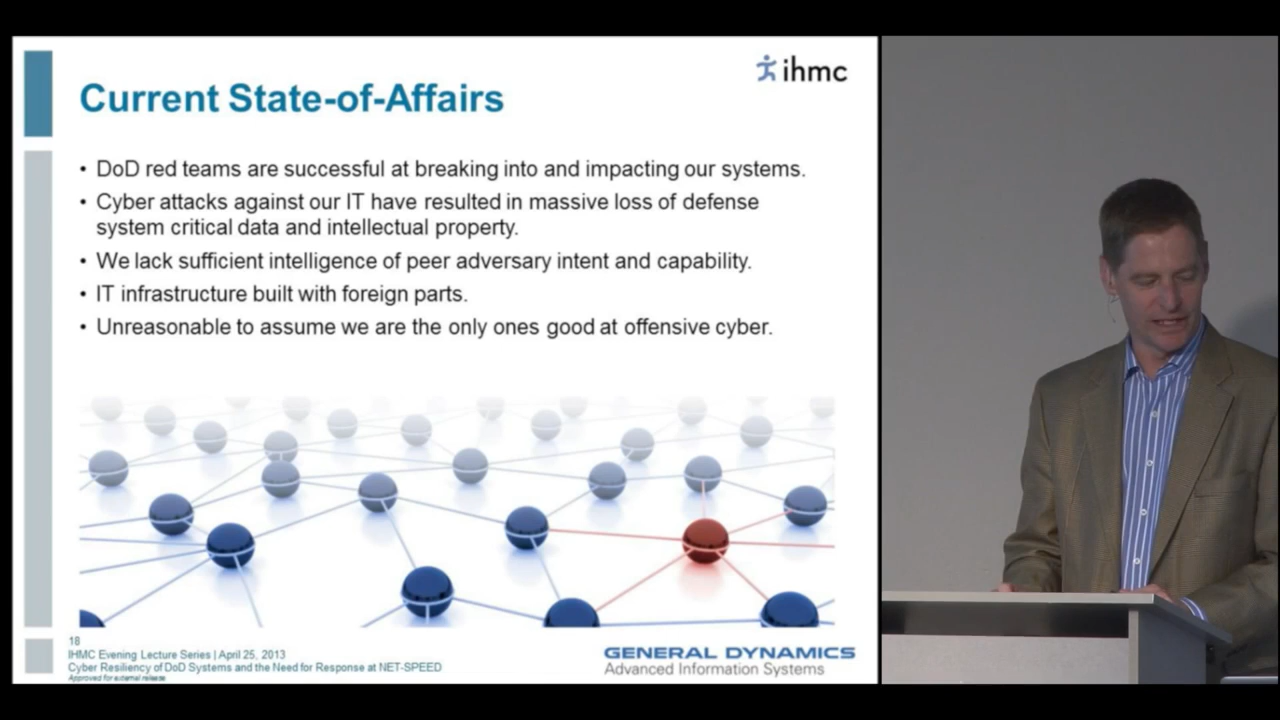 ihmc
Current State-of-Affairs
• DoD red teams are successful at breaking into and impacting our systems.
• Cyber attacks against our IT have resulted in massive loss of defense
system critical data and intellectual property.
• We lack sufficient intelligence of peer adversary intent and capability.
• IT infrastructure built with foreign parts.
• Unreasonable to assume we are the only ones good at offensive cyber.
18
IHMC Evening Lecture Series | April 25, 2013
Cyber Resiliency of DoD Systems and the Need for Response at NET-SPEED
Approved for external release
GENERAL DYNAMICS
Advanced Information Systems